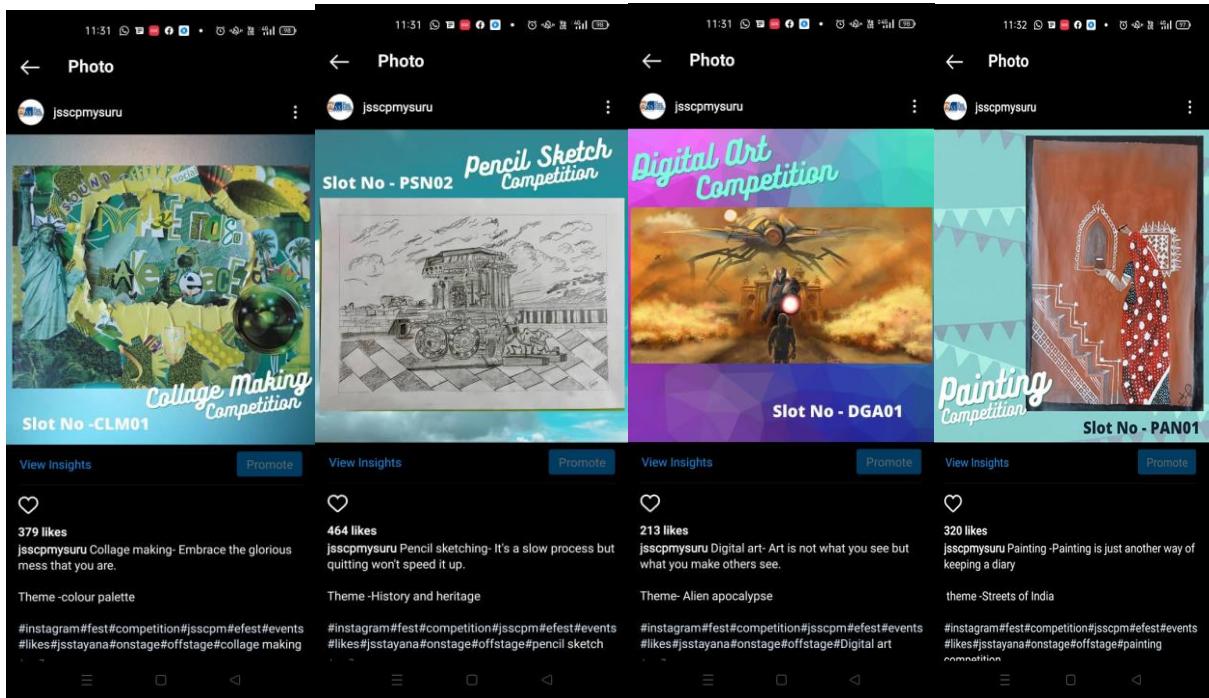 11:31
Photo
jsscpmysuru
SOUND
social
MAKE noise
We Peace
Collage Making
Competition
Slot No -CLM01
View Insights
Promote
379 likes
jsscpmysuru Collage making- Embrace the glorious
mess that you are.
Theme -colour palette
#instagram#fest#competition#jsscpm#efest#events
#likes#jsstayana#onstage#offstage#collage making
11:31
Photo
jsscpmysuru
Pencil Sketch
Competition
Slot No - PSN02
View Insights
Promote
464 likes
jsscpmysuru Pencil sketching- It's a slow process but
quitting won't speed it up.
Theme -History and heritage
#instagram#fest#competition#jsscpm#efest#events
#likes#jsstayana#onstage#offstage#pencil sketch
11:31
Photo
jsscpmysuru
Digital Art
Competition
Slot No - DGA01
View Insights
Promote
213 likes
jsscpmysuru Digital art- Art is not what you see but
what you make others see.
Theme- Alien apocalypse
#instagram#fest#competition#jsscpm#efest#events
#likes#jsstayana#onstage#offstage#Digital art
11:32
Photo
jsscpmysuru
Painting
Competition
Slot No - PAN01
View Insights
Promote
320 likes
jsscpmysuru Painting -Painting is just another way of
keeping a diary
theme -Streets of India
#instagram#fest#competition#jsscpm#efest#events
#likes#jsstayana#onstage#offstage#painting
competition